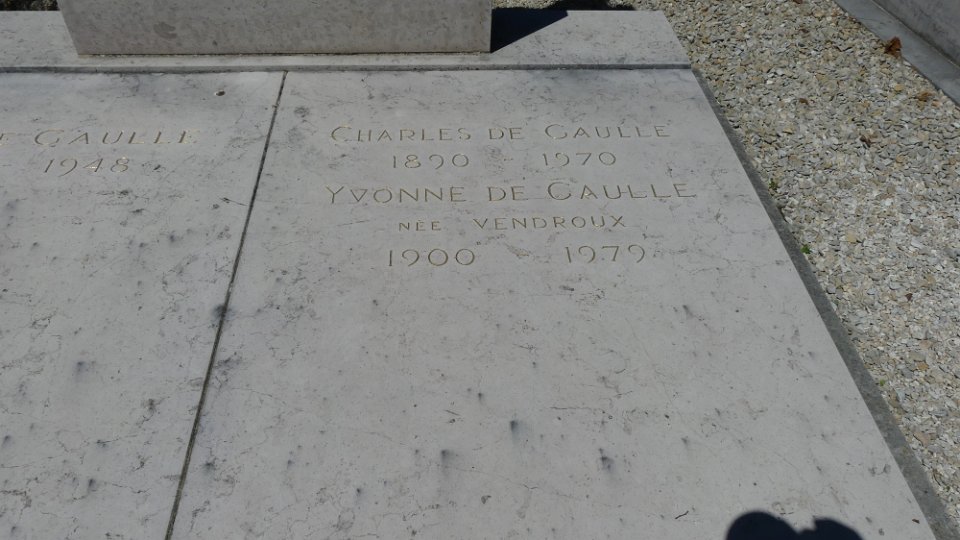 E GAULLE
- 1948
CHARLES DE GAULLE
1890 - 1970
YVONNE DE GAULLE
NÉE VENDROUX
1900 - 1979